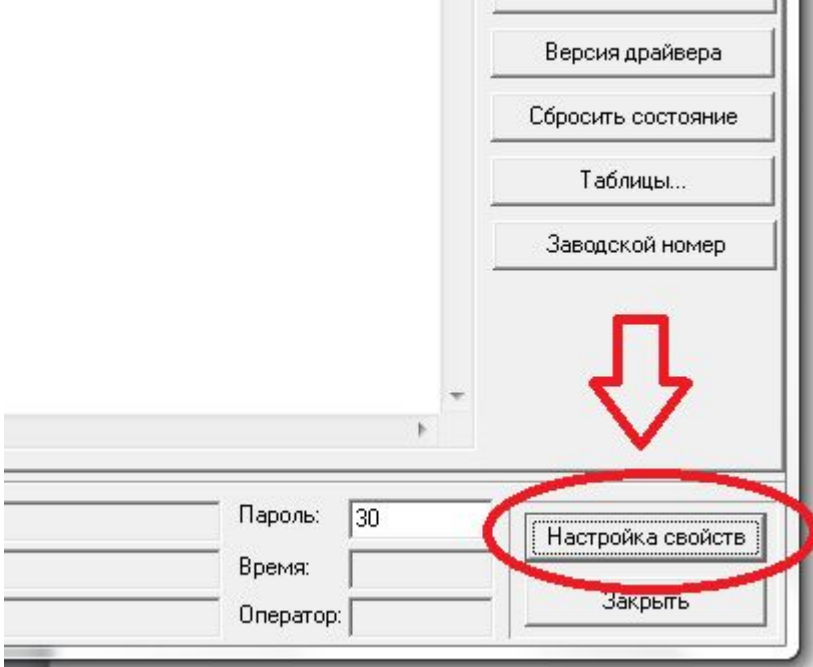 Версия драйвера
Сбросить состояние
Таблицы...
Заводской номер
Пароль: 30
Настройка свойств
Время:
Закрыть
Оператор: